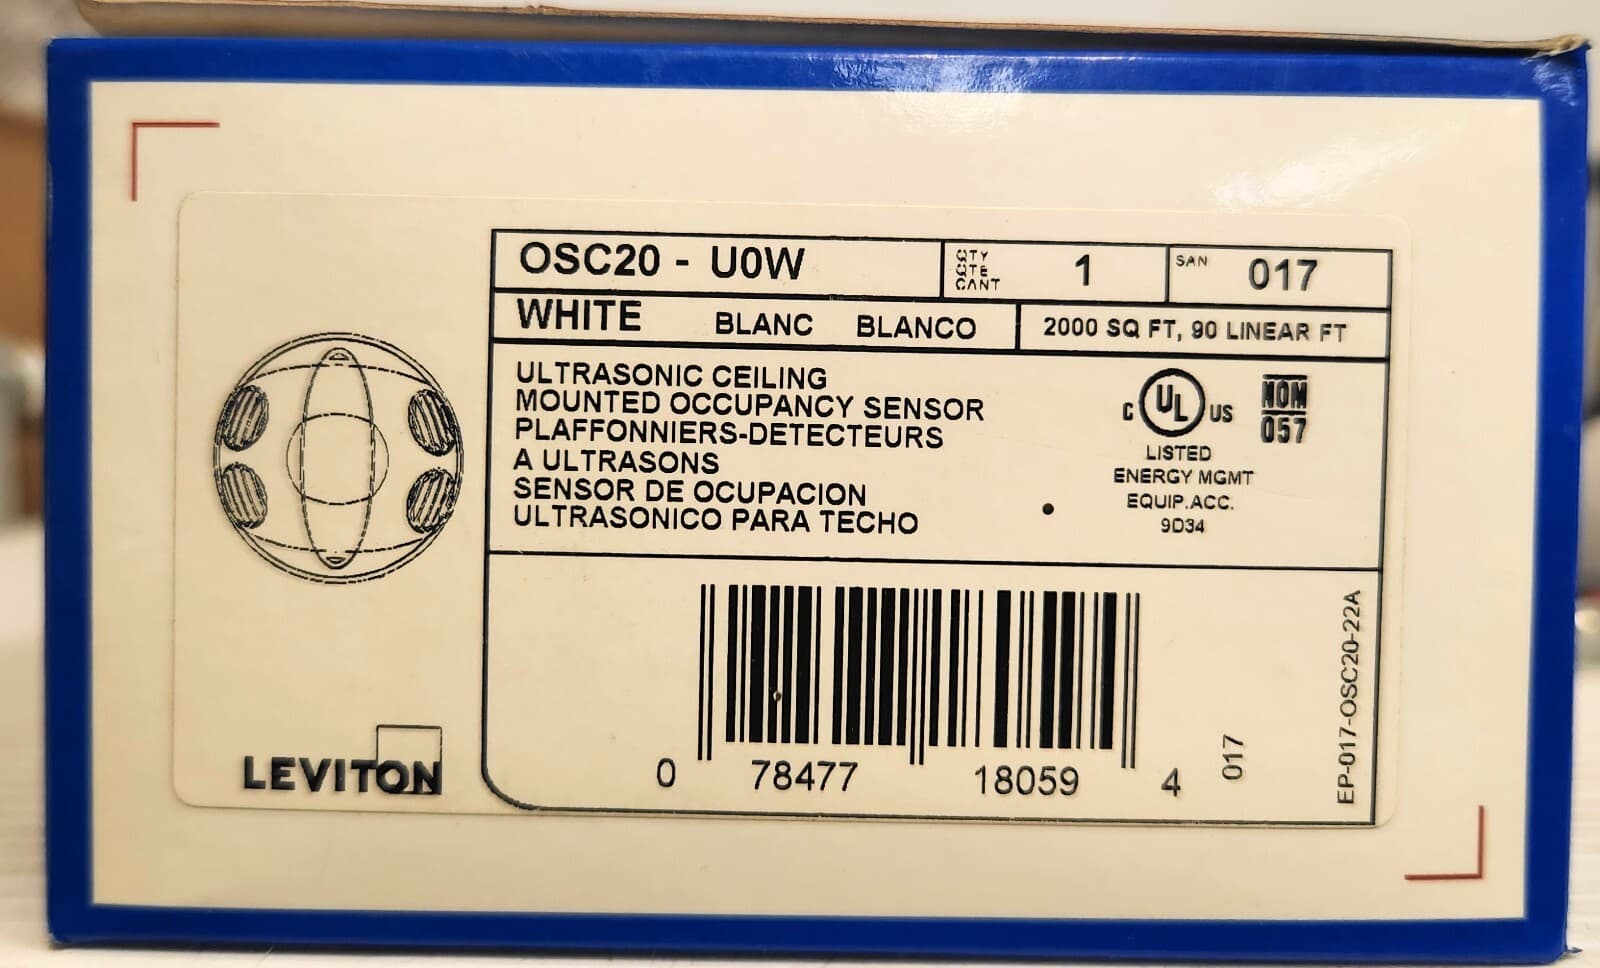 OSC20 - U0W
QTY
QTE
CANT
1
SAN 017
WHITE BLANC BLANCO
2000 SQ FT, 90 LINEAR FT
ULTRASONIC CEILING
MOUNTED OCCUPANCY SENSOR
PLAFFONNIERS-DETECTEURS
A ULTRASONS
SENSOR DE OCUPACION
ULTRASONICO PARA TECHO
C UL US
LISTED
ENERGY MGMT
EQUIP.ACC.
9D34
NOM
057
LEVITON
0 78477 18059 4
017
EP-017-OSC20-22A